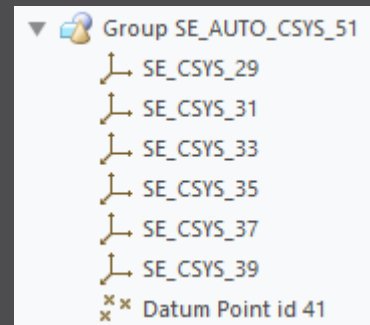 Group SE_AUTO_CSYS_51
SE_CSYS_29
SE_CSYS_31
SE_CSYS_33
SE_CSYS_35
SE_CSYS_37
SE_CSYS_39
Datum Point id 41